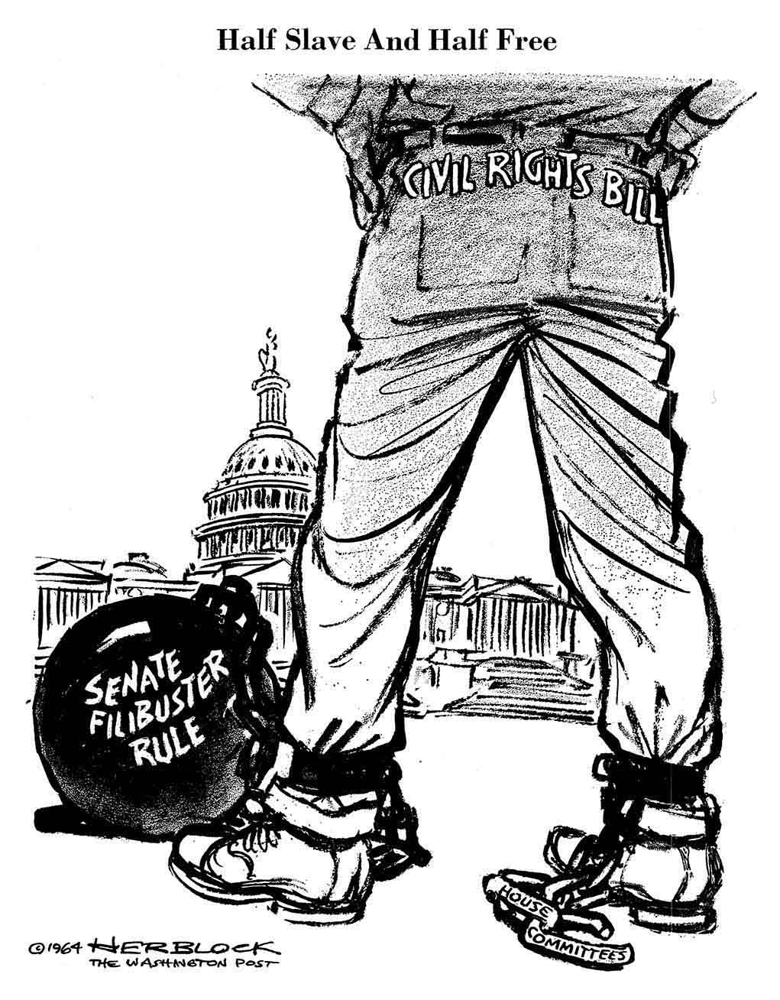 Half Slave And Half Free
CIVIL RIGHTS BILL
SENATE
FILIBUSTER
RULE
HOUSE
COMMITTEES
©1964 HERBLOCK
THE WASHINGTON POST